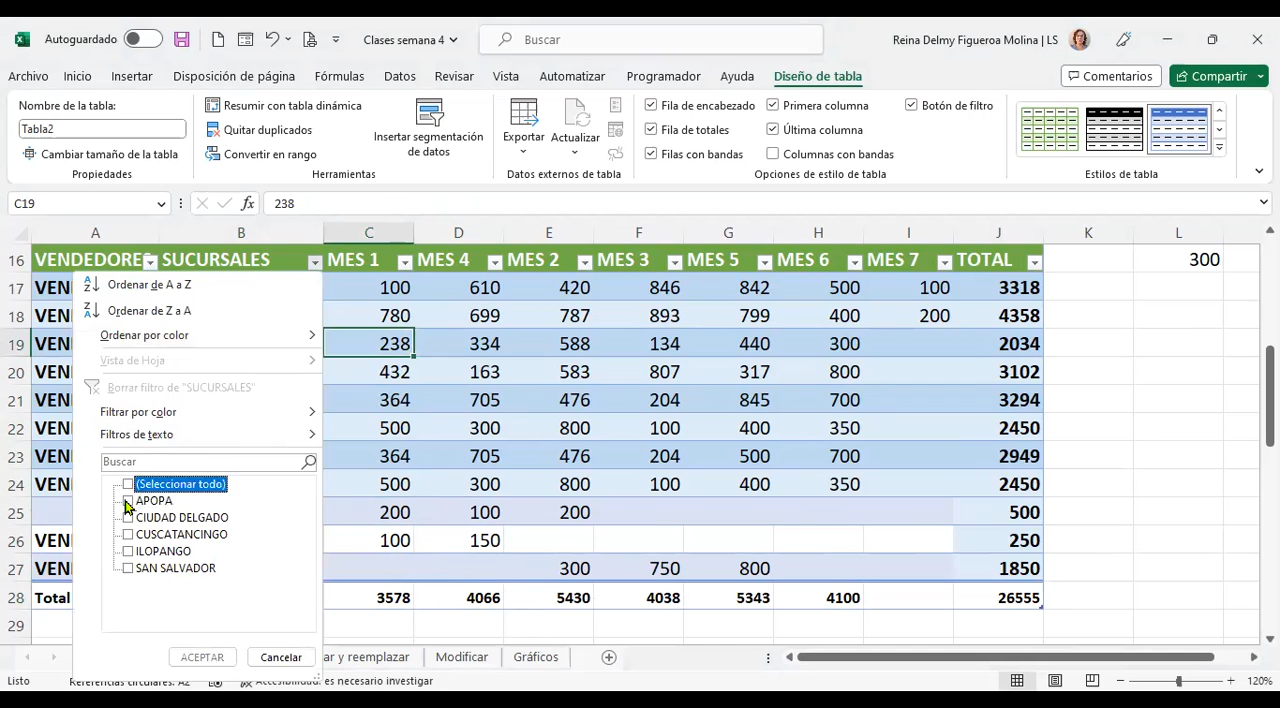 Autoguardado
Clases semana 4
Buscar
Reina Delmy Figueroa Molina | LS
Archivo Inicio Insertar Disposición de página Fórmulas Datos Revisar Vista Automatizar Programador Ayuda Diseño de tabla Comentarios Compartir
Nombre de la tabla:
Tabla2
Cambiar tamaño de la tabla
Propiedades
Resumir con tabla dinámica
Quitar duplicados
Convertir en rango
Insertar segmentación
de datos
Herramientas
Exportar Actualizar
Datos externos de tabla
Fila de encabezado Primera columna Botón de filtro
Fila de totales Última columna
Filas con bandas Columnas con bandas
Opciones de estilo de tabla
Estilos de tabla
C19 fx 238
A B C D E F G H I J K L
16 VENDEDORES SUCURSALES MES 1 MES 4 MES 2 MES 3 MES 5 MES 6 MES 7 TOTAL 300
17 VEN 100 610 420 846 842 500 100 3318
18 VEN 780 699 787 893 799 400 200 4358
19 VEN 238 334 588 134 440 300 2034
20 VEN 432 163 583 807 317 800 3102
21 VEN 364 705 476 204 845 700 3294
22 VEN 500 300 800 100 400 350 2450
23 VEN 364 705 476 204 500 700 2949
24 VEN 500 300 800 100 400 350 2450
25 200 100 200 500
26 VEN 100 150 250
27 VEN 300 750 800 1850
28 Total 3578 4066 5430 4038 5343 4100 26555
29
Ordenar de A a Z
Ordenar de Z a A
Ordenar por color
Vista de Hoja
Borrar filtro de "SUCURSALES"
Filtrar por color
Filtros de texto
Buscar
(Seleccionar todo)
APOPA
CIUDAD DELGADO
CUSCATANCINGO
ILOPANGO
SAN SALVADOR
ACEPTAR Cancelar
ar y reemplazar Modificar Gráficos
Listo Referencias circulares: A2 Accesibilidad: es necesario investigar 120%